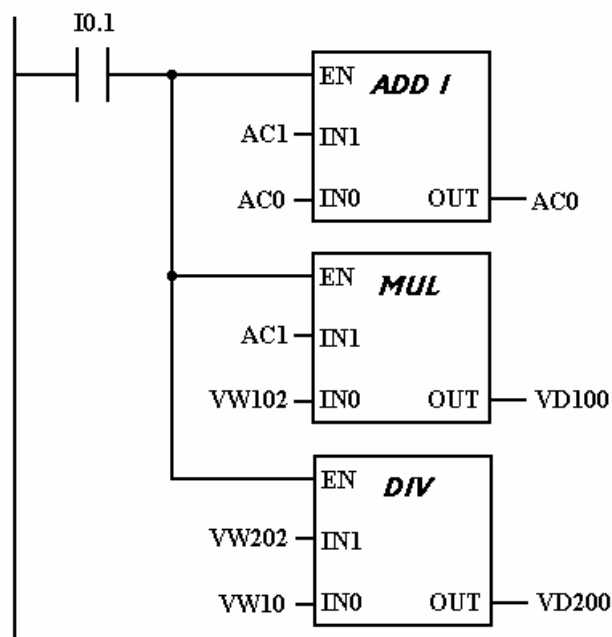 I0.1
EN ADD I
AC1 IN1
AC0 IN0 OUT AC0
EN MUL
AC1 IN1
VW102 IN0 OUT VD100
EN DIV
VW202 IN1
VW10 IN0 OUT VD200